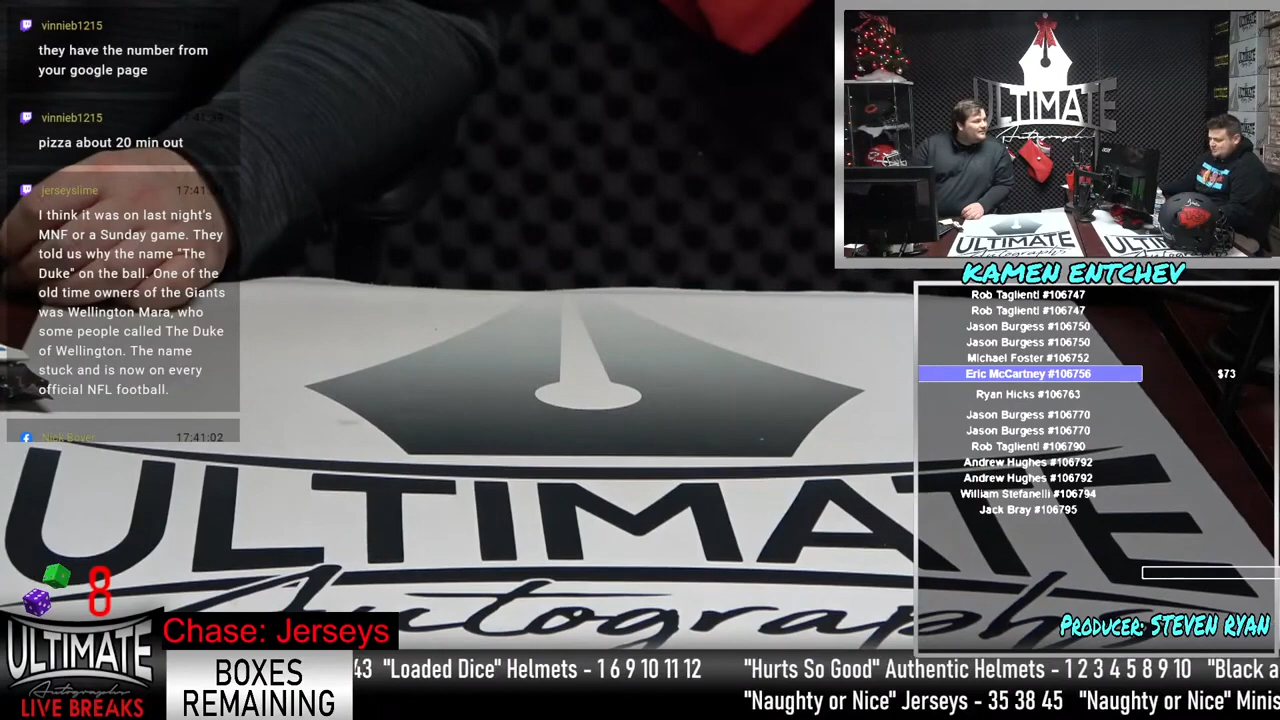 vinnieb1215
they have the number from
your google page
vinnieb1215
pizza about 20 min out
jerseyslime 17:41
I think it was on last night's
MNF or a Sunday game. They
told us why the name "The
Duke" on the ball. One of the
old time owners of the Giants
was Wellington Mara, who
some people called The Duke
of Wellington. The name
stuck and is now on every
official NFL football.
17:41:02
ULTIMATE
Autographs
ULTIMA
ULTIMATE
KAMEN ENTCHEV
Rob Taglienti #106747
Rob Taglienti #106747
Jason Burgess #106750
Jason Burgess #106750
Michael Foster #106752
Eric McCartney #106756 $73
Ryan Hicks #106763
Jason Burgess #106770
Jason Burgess #106770
Rob Taglienti #106790
Andrew Hughes #106792
Andrew Hughes #106792
William Stefanelli #106794
Jack Bray #106795
PRODUCER: STEVEN RYAN
8
ULTIMATE
Autographs
LIVE BREAKS
Chase: Jerseys
BOXES
REMAINING
43 "Loaded Dice" Helmets - 1 6 9 10 11 12 "Hurts So Good" Authentic Helmets - 1 2 3 4 5 8 9 10 "Black a
"Naughty or Nice" Jerseys - 35 38 45 "Naughty or Nice" Minis